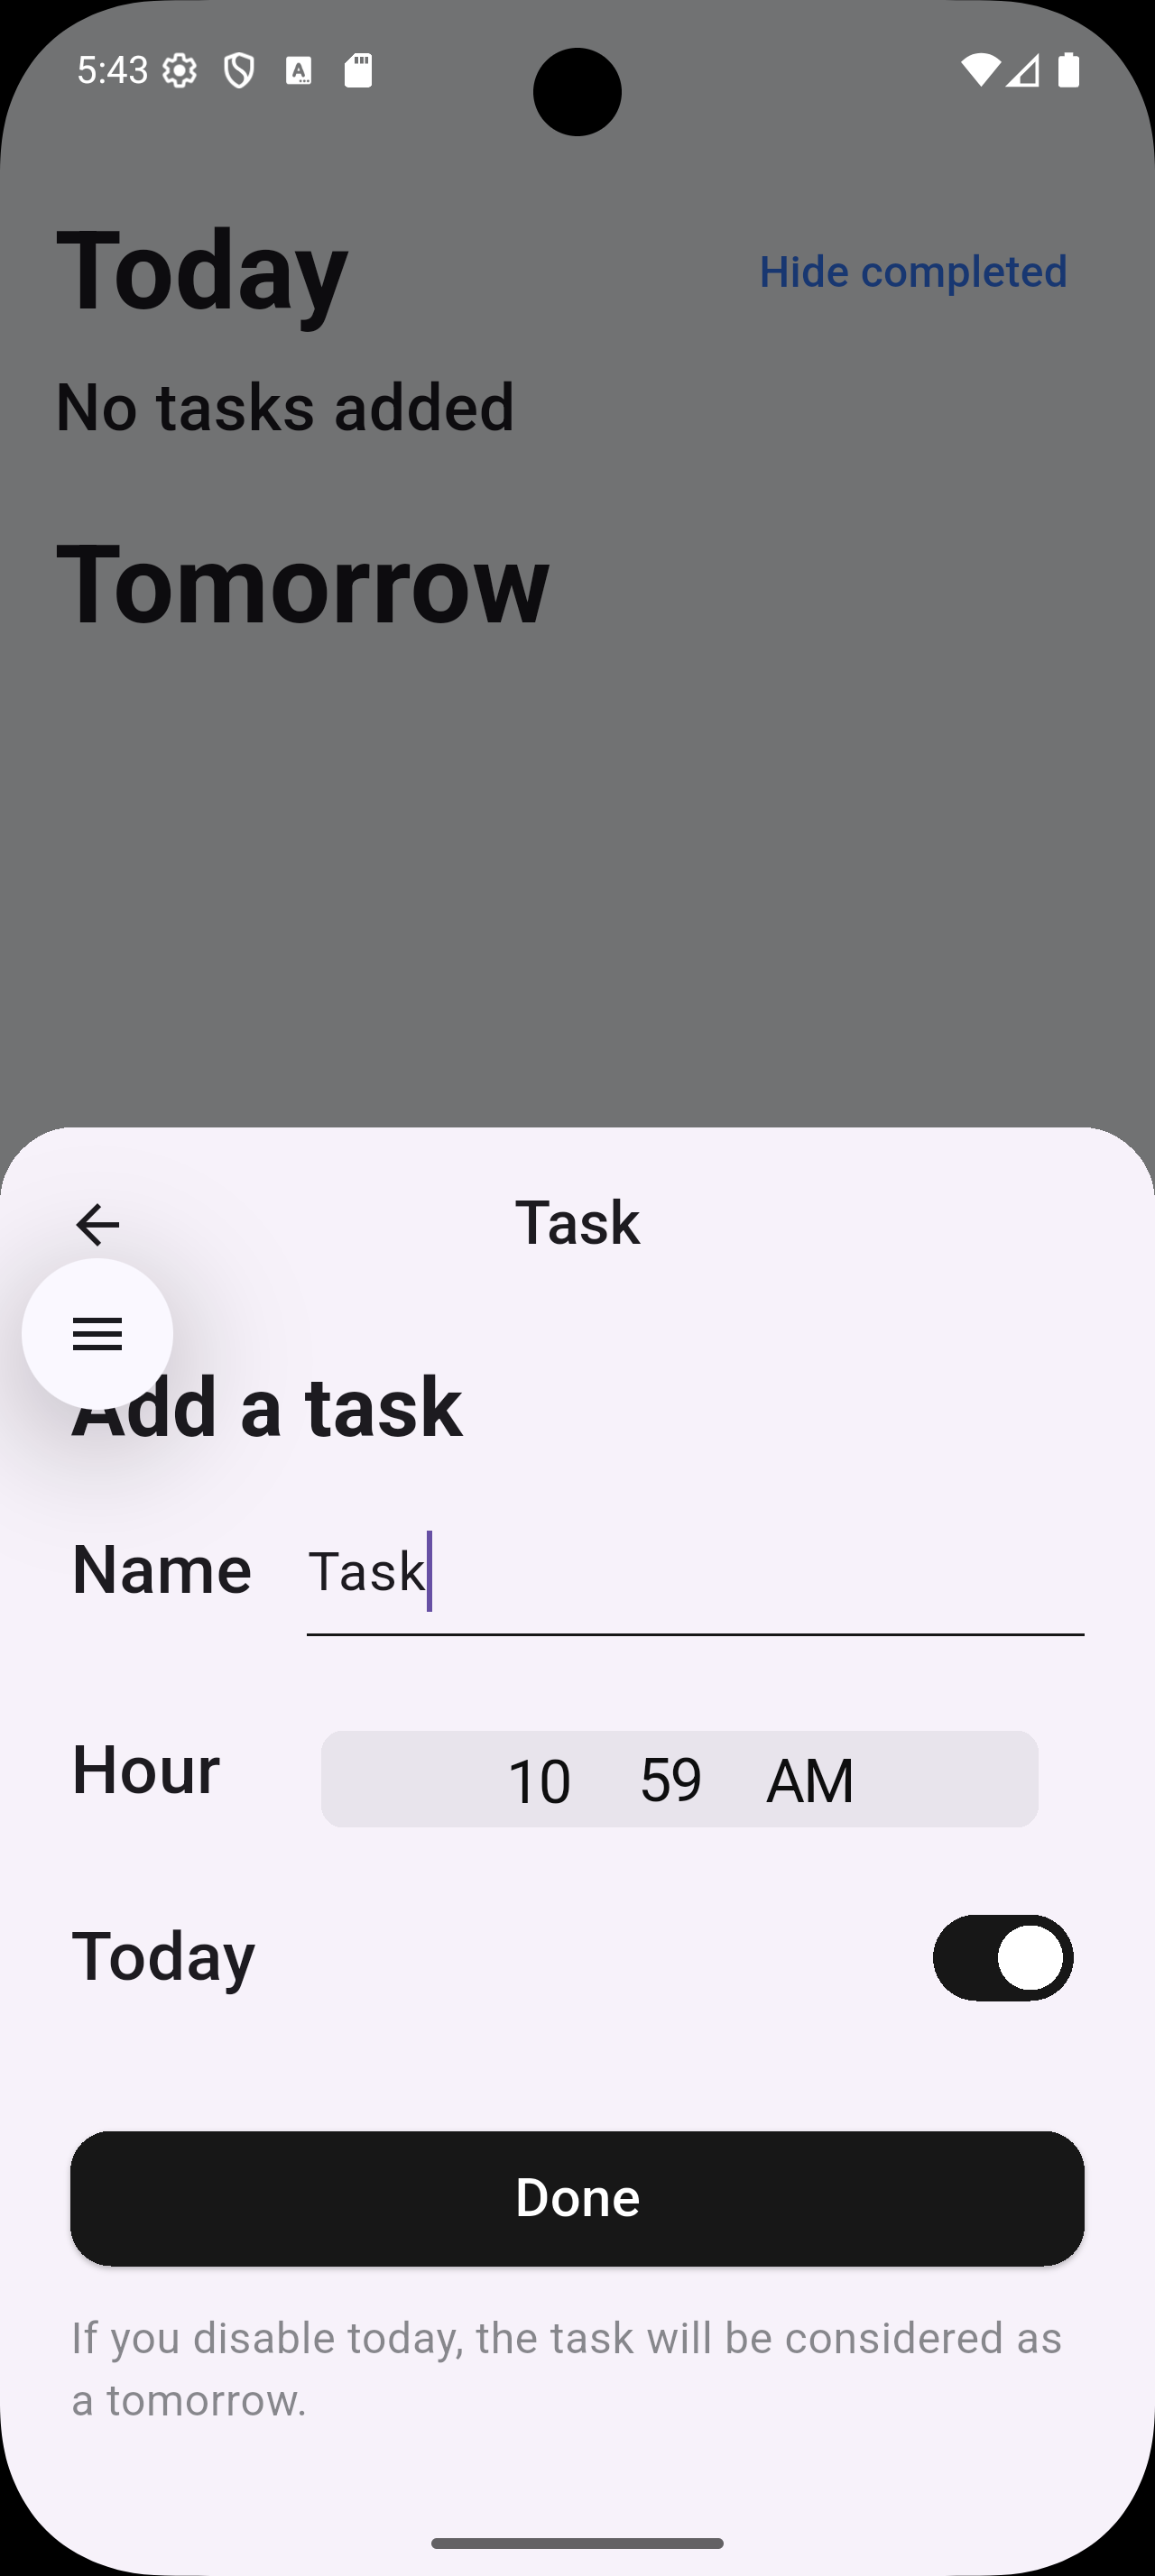 5:43
Today
Hide completed
No tasks added
Tomorrow
Task
Add a task
Name Task
Hour 10 59 AM
Today
Done
If you disable today, the task will be considered as
a tomorrow.